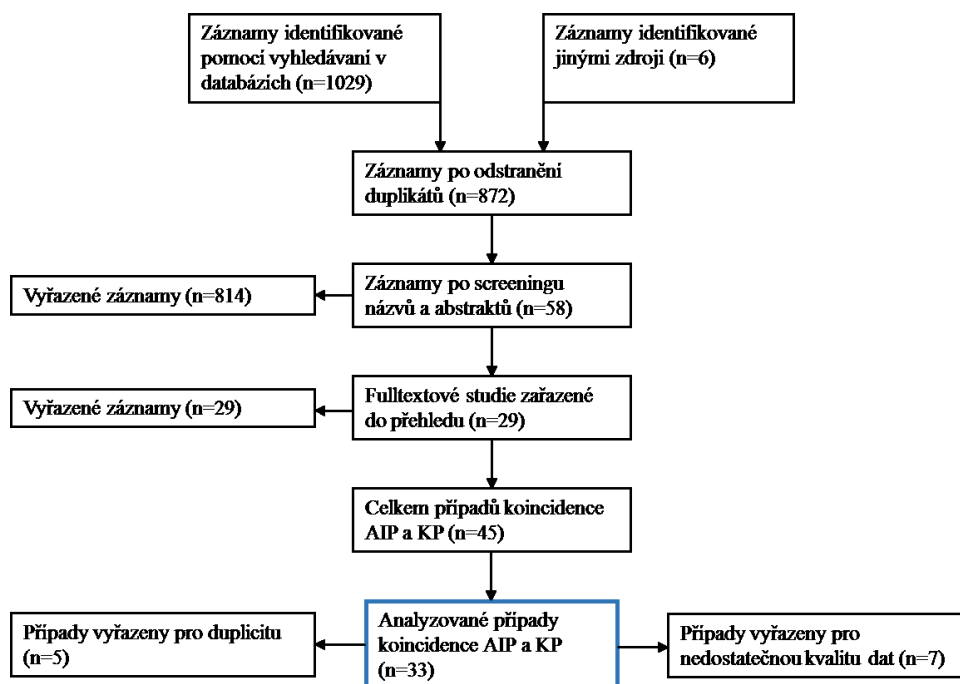 Záznamy identifikované
pomocí vyhledávaní v
databázích (n=1029)
Záznamy identifikované
jinými zdroji (n=6)
Záznamy po odstranění
duplikátů (n=872)
Vyřazené záznamy (n=814)
Záznamy po screeningu
názvů a abstraktů (n=58)
Vyřazené záznamy (n=29)
Fulltextové studie zařazené
do přehledu (n=29)
Celkem případů koincidence
AIP a KP (n=45)
Případy vyřazeny pro duplicitu
(n=5)
Analyzované případy
koincidence AIP a KP
(n=33)
Případy vyřazeny pro
nedostatečnou kvalitu dat (n=7)